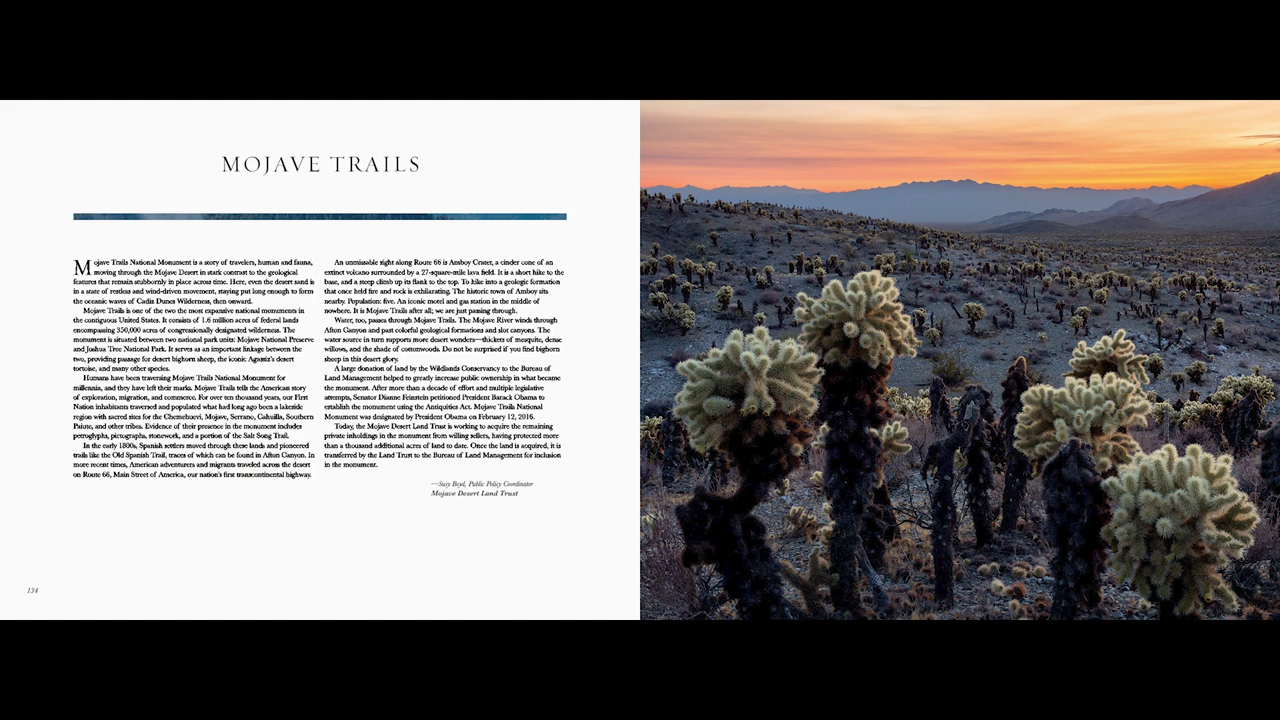 MOJAVE TRAILS
Mojave Trails National Monument is a story of travelers, human and fauna,
moving through the Mojave Desert in stark contrast to the geological
features that remain stubbornly in place across time. Here, even the desert sand is
in a state of restless and wind-driven movement, staying put long enough to form
the oceanic waves of Cadiz Dunes Wilderness, then onward.
Mojave Trails is one of the two the most expansive national monuments in
the contiguous United States. It consists of 1.6 million acres of federal lands
encompassing 350,000 acres of congressionally designated wilderness. The
monument is situated between two national park units: Mojave National Preserve
and Joshua Tree National Park. It serves as an important linkage between the
two, providing passage for desert bighorn sheep, the iconic Agassiz's desert
tortoise, and many other species.
Humans have been traversing Mojave Trails National Monument for
millennia, and they have left their marks. Mojave Trails tells the American story
of exploration, migration, and commerce. For over ten thousand years, our First
Nation inhabitants traversed and populated what had long ago been a lakeside
region with sacred sites for the Chemehuevi, Mojave, Serrano, Cahuilla, Southern
Paiute, and other tribes. Evidence of their presence in the monument includes
petroglyphs, pictographs, stonework, and a portion of the Salt Song Trail.
In the early 1800s, Spanish settlers moved through these lands and pioneered
trails like the Old Spanish Trail, traces of which can be found in Afton Canyon. In
more recent times, American adventurers and migrants traveled across the desert
on Route 66, Main Street of America, our nation's first transcontinental highway.
An unmissable sight along Route 66 is Amboy Crater, a cinder cone of an
extinct volcano surrounded by a 27-square-mile lava field. It is a short hike to the
base, and a steep climb up its flank to the top. To hike into a geologic formation
that once held fire and rock is exhilarating. The historic town of Amboy sits
nearby. Population: five. An iconic motel and gas station in the middle of
nowhere. It is Mojave Trails after all; we are just passing through.
Water, too, passes through Mojave Trails. The Mojave River winds through
Afton Canyon and past colorful geological formations and slot canyons. The
water source in turn supports more desert wonders—thickets of mesquite, dense
willows, and the shade of cottonwoods. Do not be surprised if you find bighorn
sheep in this desert glory.
A large donation of land by the Wildlands Conservancy to the Bureau of
Land Management helped to greatly increase public ownership in what became
the monument. After more than a decade of effort and multiple legislative
attempts, Senator Dianne Feinstein petitioned President Barack Obama to
establish the monument using the Antiquities Act. Mojave Trails National
Monument was designated by President Obama on February 12, 2016.
Today, the Mojave Desert Land Trust is working to acquire the remaining
private inholdings in the monument from willing sellers, having protected more
than a thousand additional acres of land to date. Once the land is acquired, it is
transferred by the Land Trust to the Bureau of Land Management for inclusion
in the monument.
—Susy Boyd, Public Policy Coordinator
Mojave Desert Land Trust
134